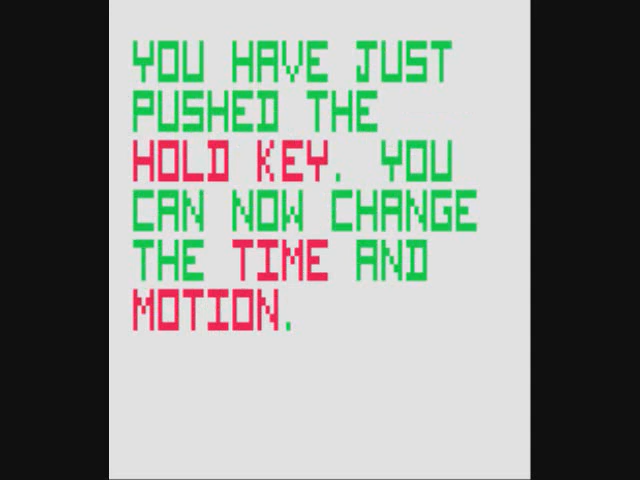 YOU HAVE JUST
PUSHED THE
HOLD KEY. YOU
CAN NOW CHANGE
THE TIME AND
MOTION.